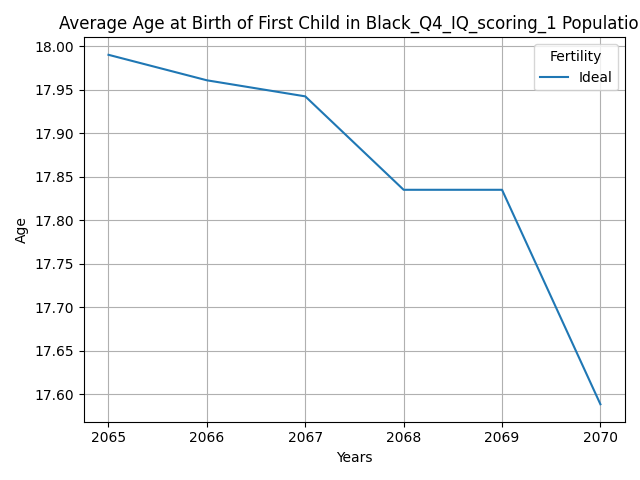 Average Age at Birth of First Child in Black_Q4_IQ_scoring_1 Populatio
18.00
17.95
17.90
17.85
17.80
17.75
17.70
17.65
17.60
Age
Fertility
Ideal
2065 2066 2067 2068 2069 2070
Years